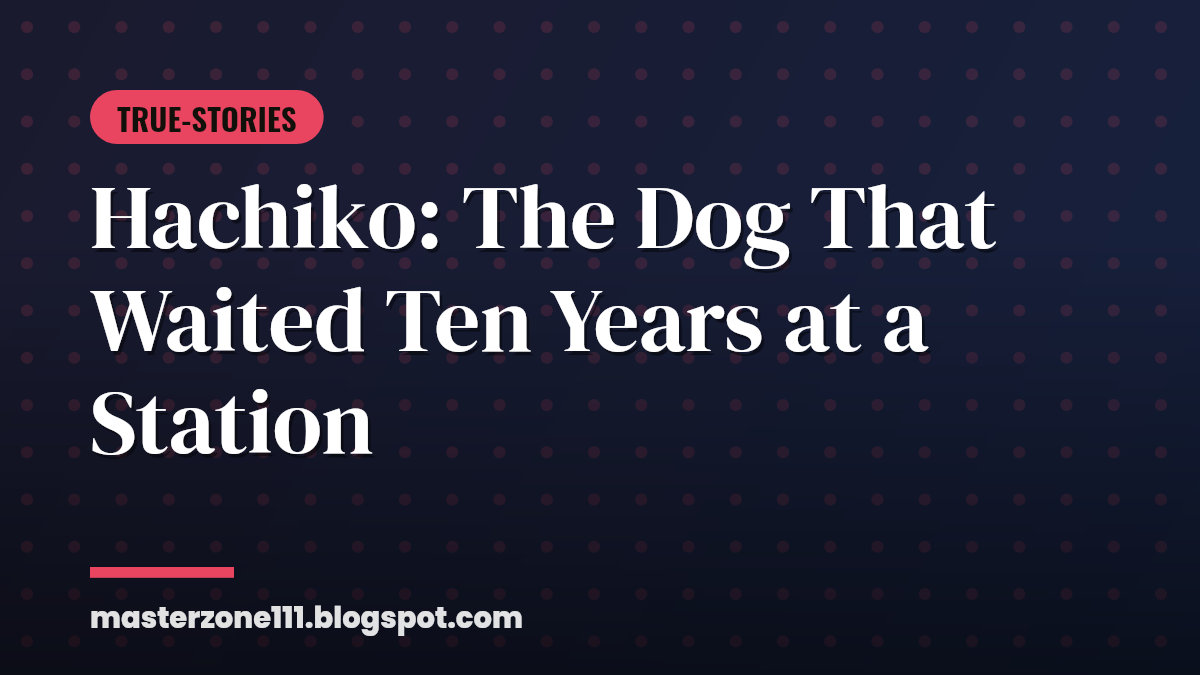 TRUE-STORIES
Hachiko: The Dog That
Waited Ten Years at a
Station
masterzone111.blogspot.com